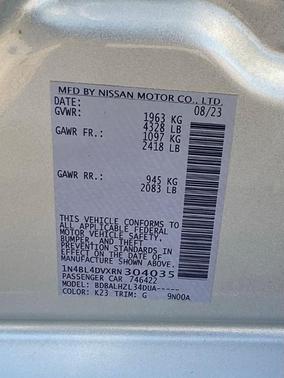 MFD BY NISSAN MOTOR CO., LTD.
DATE: 08/23
GVWR: 1963 KG
4328 LB
GAWR FR.: 1097 KG
2418 LB
GAWR RR: 945 KG
2083 LB
THIS VEHICLE CONFORMS TO
ALL APPLICABLE FEDERAL
MOTOR VEHICLE SAFETY,
BUMPER, AND THEFT
PREVENTION STANDARDS IN
EFFECT ON THE DATE OF
MANUFACTURE SHOWN ABOVE.
1N4BL4DVXRN304035
PASSENGER CAR 746422
MODEL: BDBALHZL34DUA-----
COLOR: K23 TRIM: G 9N00A